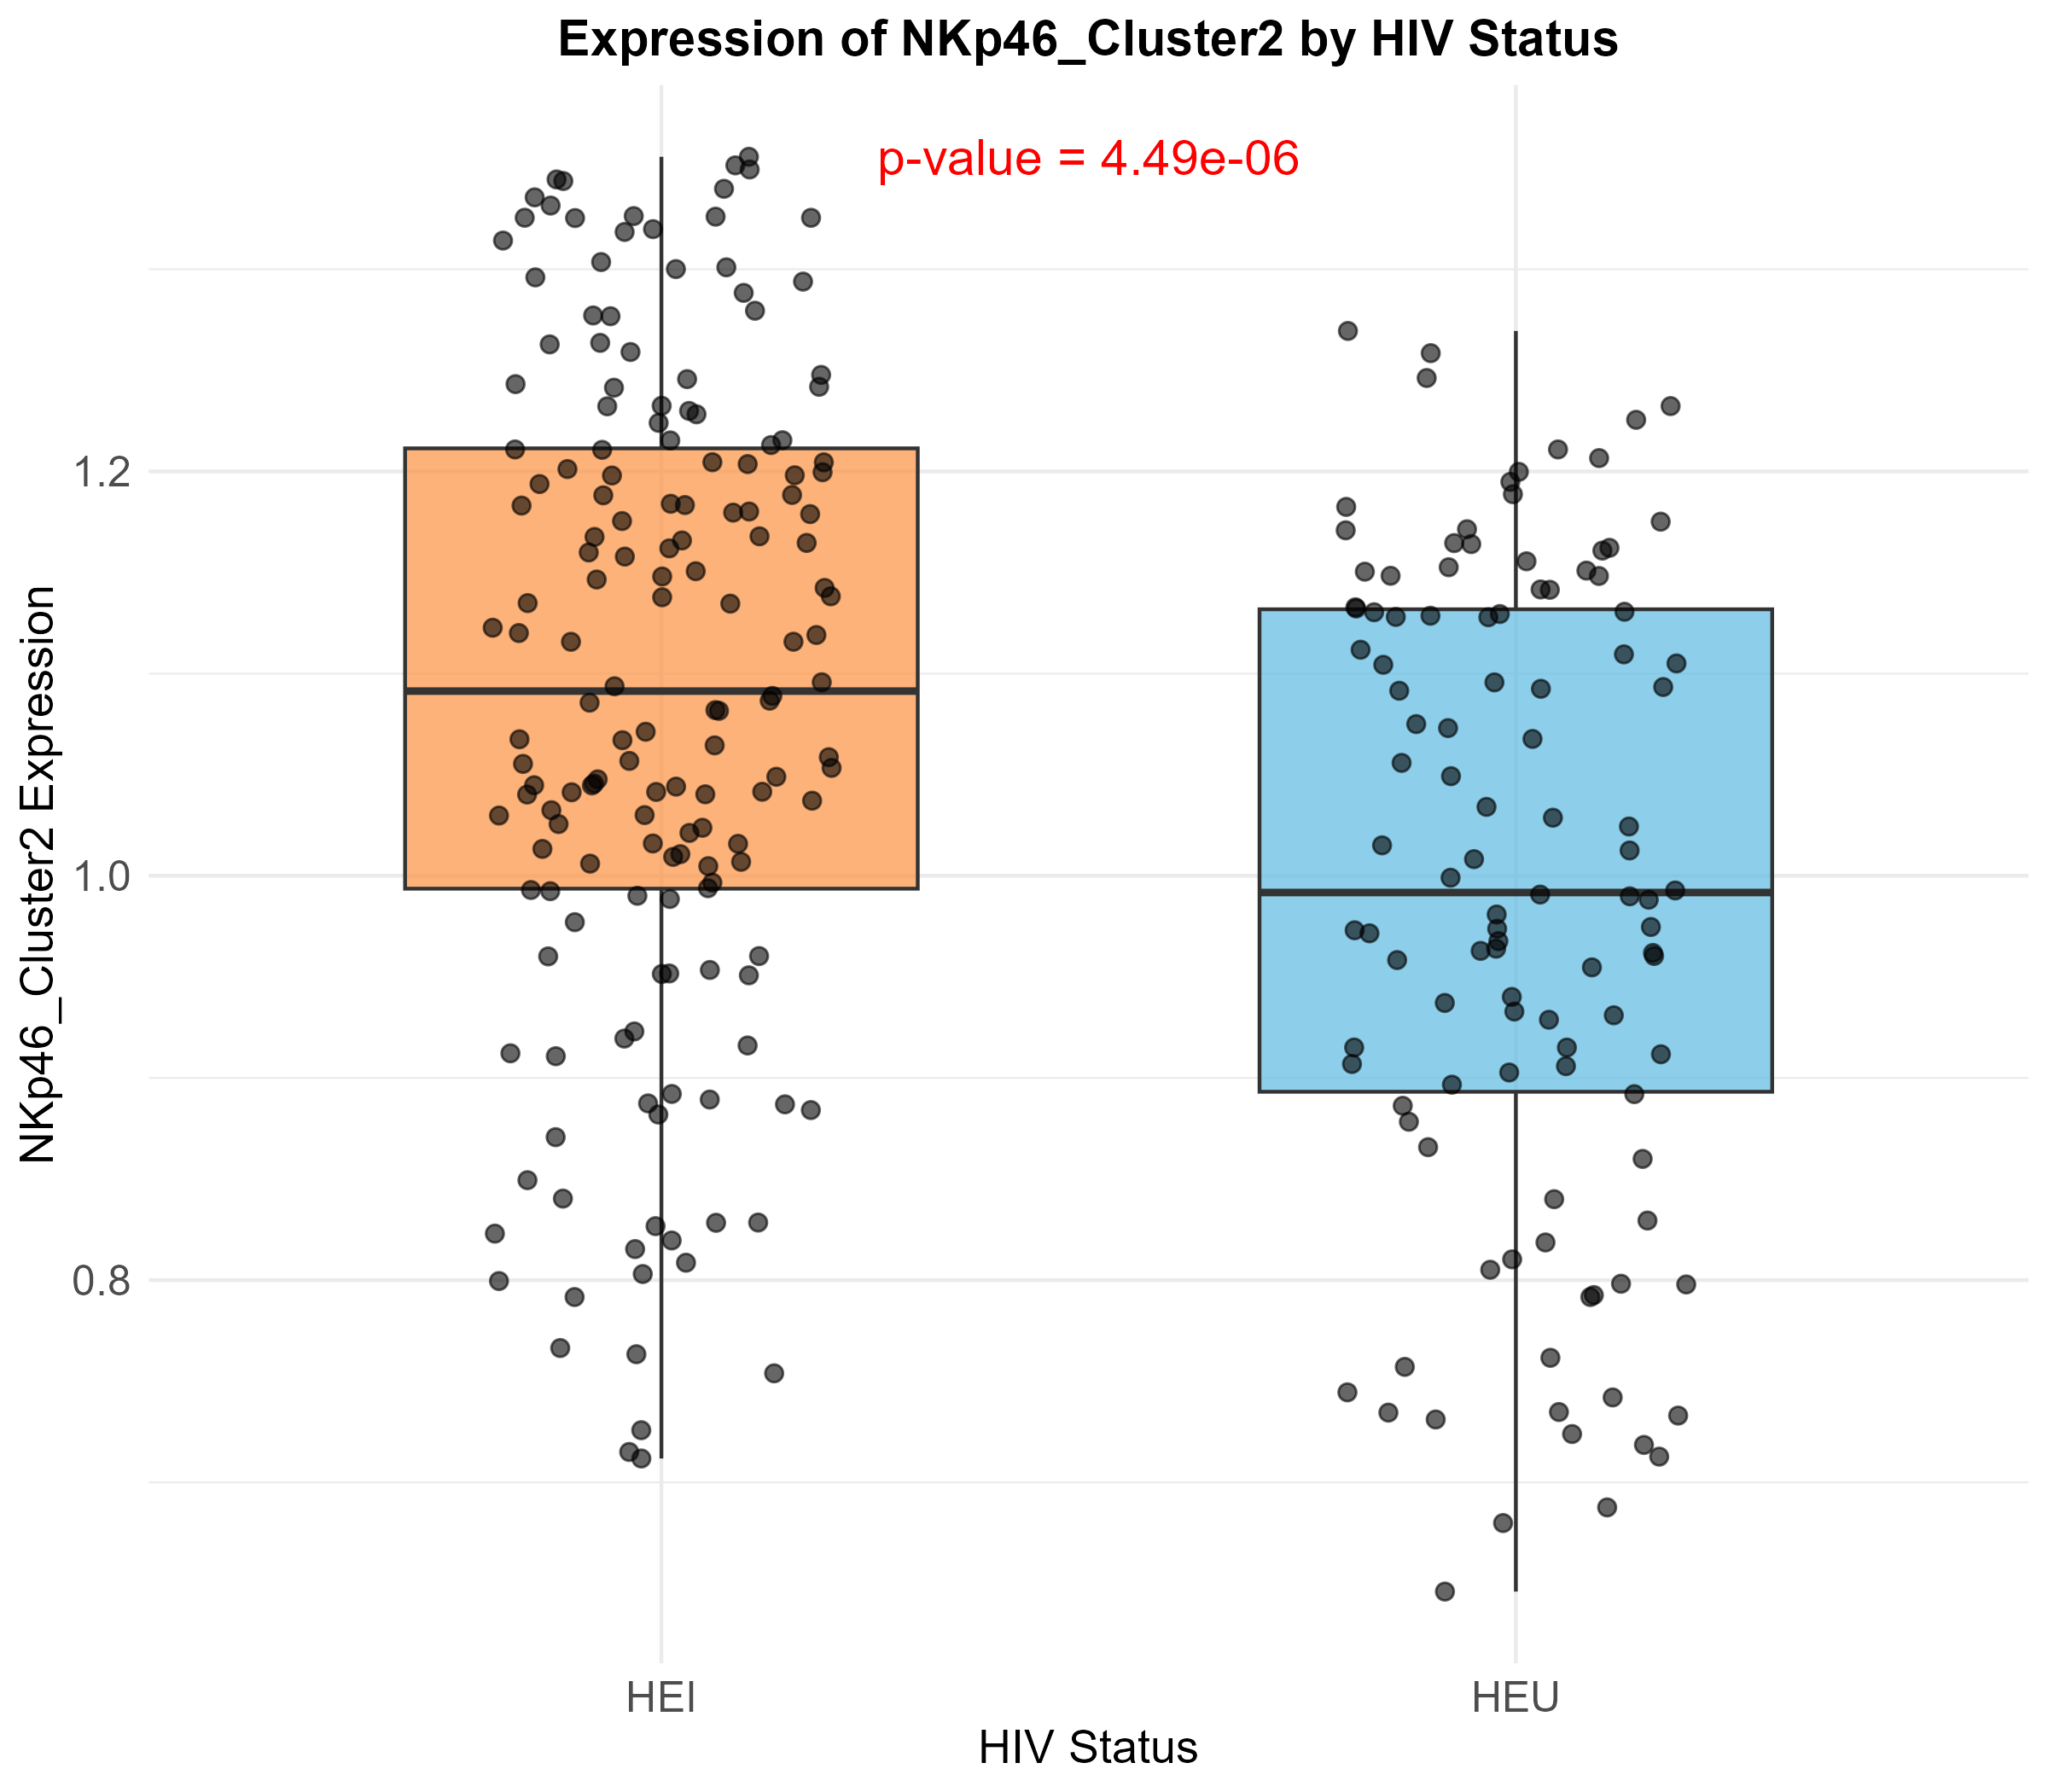 Expression of NKp46_Cluster2 by HIV Status
p-value = 4.49e-06
NKp46_Cluster2 Expression
1.2
1.0
0.8
HEI
HEU
HIV Status